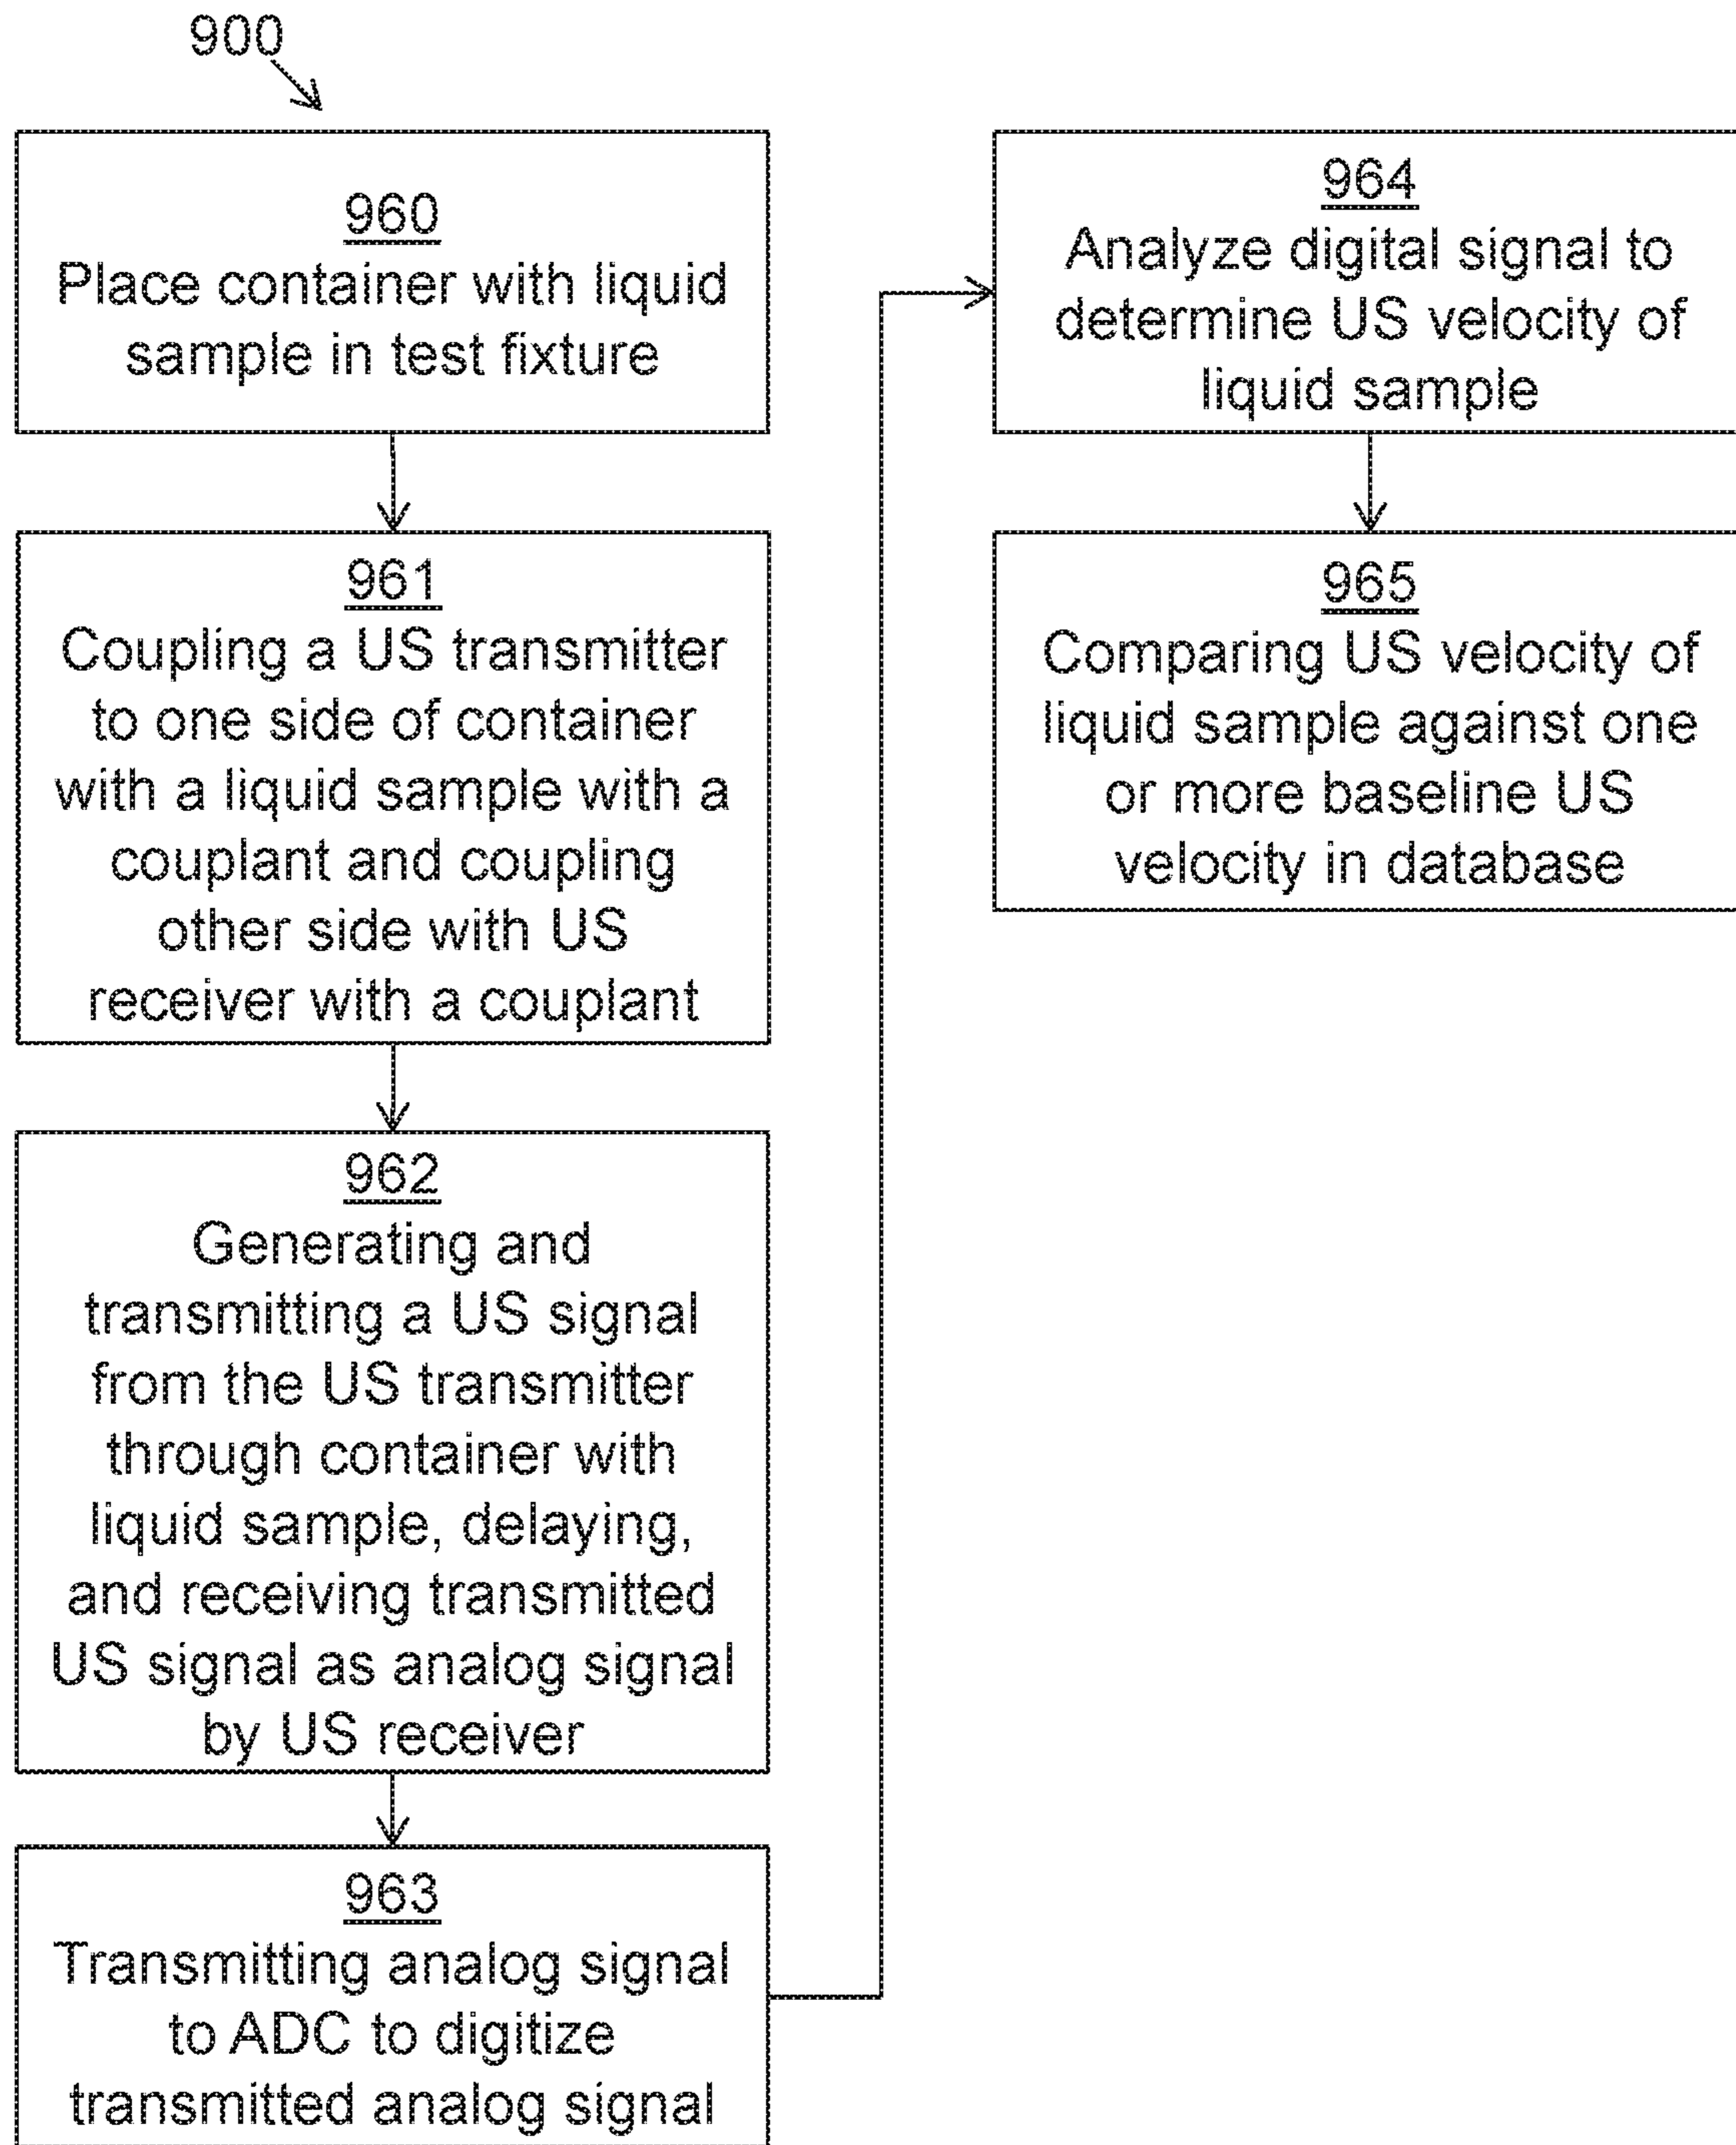 900
960
Place container with liquid
sample in test fixture
961
Coupling a US transmitter
to one side of container
with a liquid sample with a
couplant and coupling
other side with US
receiver with a couplant
962
Generating and
transmitting a US signal
from the US transmitter
through container with
liquid sample, delaying,
and receiving transmitted
US signal as analog signal
by US receiver
963
Transmitting analog signal
to ADC to digitize
transmitted analog signal
964
Analyze digital signal to
determine US velocity of
liquid sample
965
Comparing US velocity of
liquid sample against one
or more baseline US
velocity in database